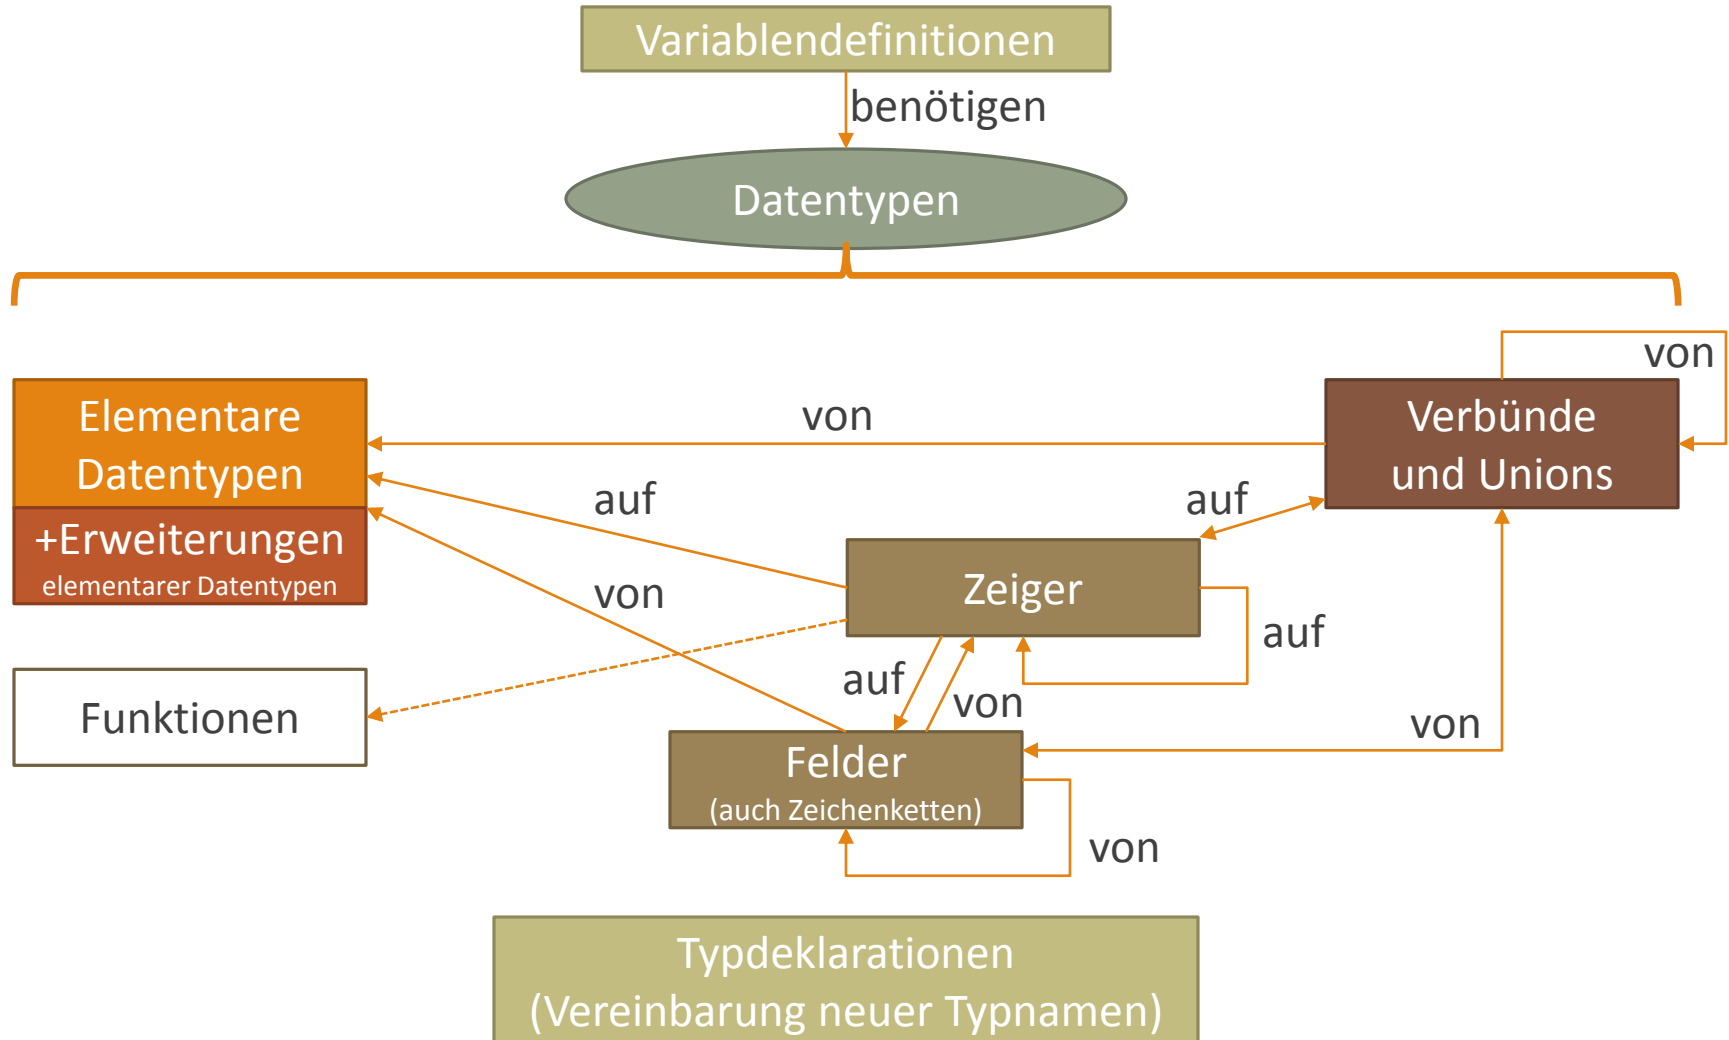 Variablendefinitionen
benötigen
Datentypen
von
Elementare
Datentypen
von
Verbünde
und Unions
auf
auf
+Erweiterungen
elementarer Datentypen
von
Zeiger
auf
Funktionen
auf
von
von
Felder
(auch Zeichenketten)
von
Typdeklarationen
(Vereinbarung neuer Typnamen)